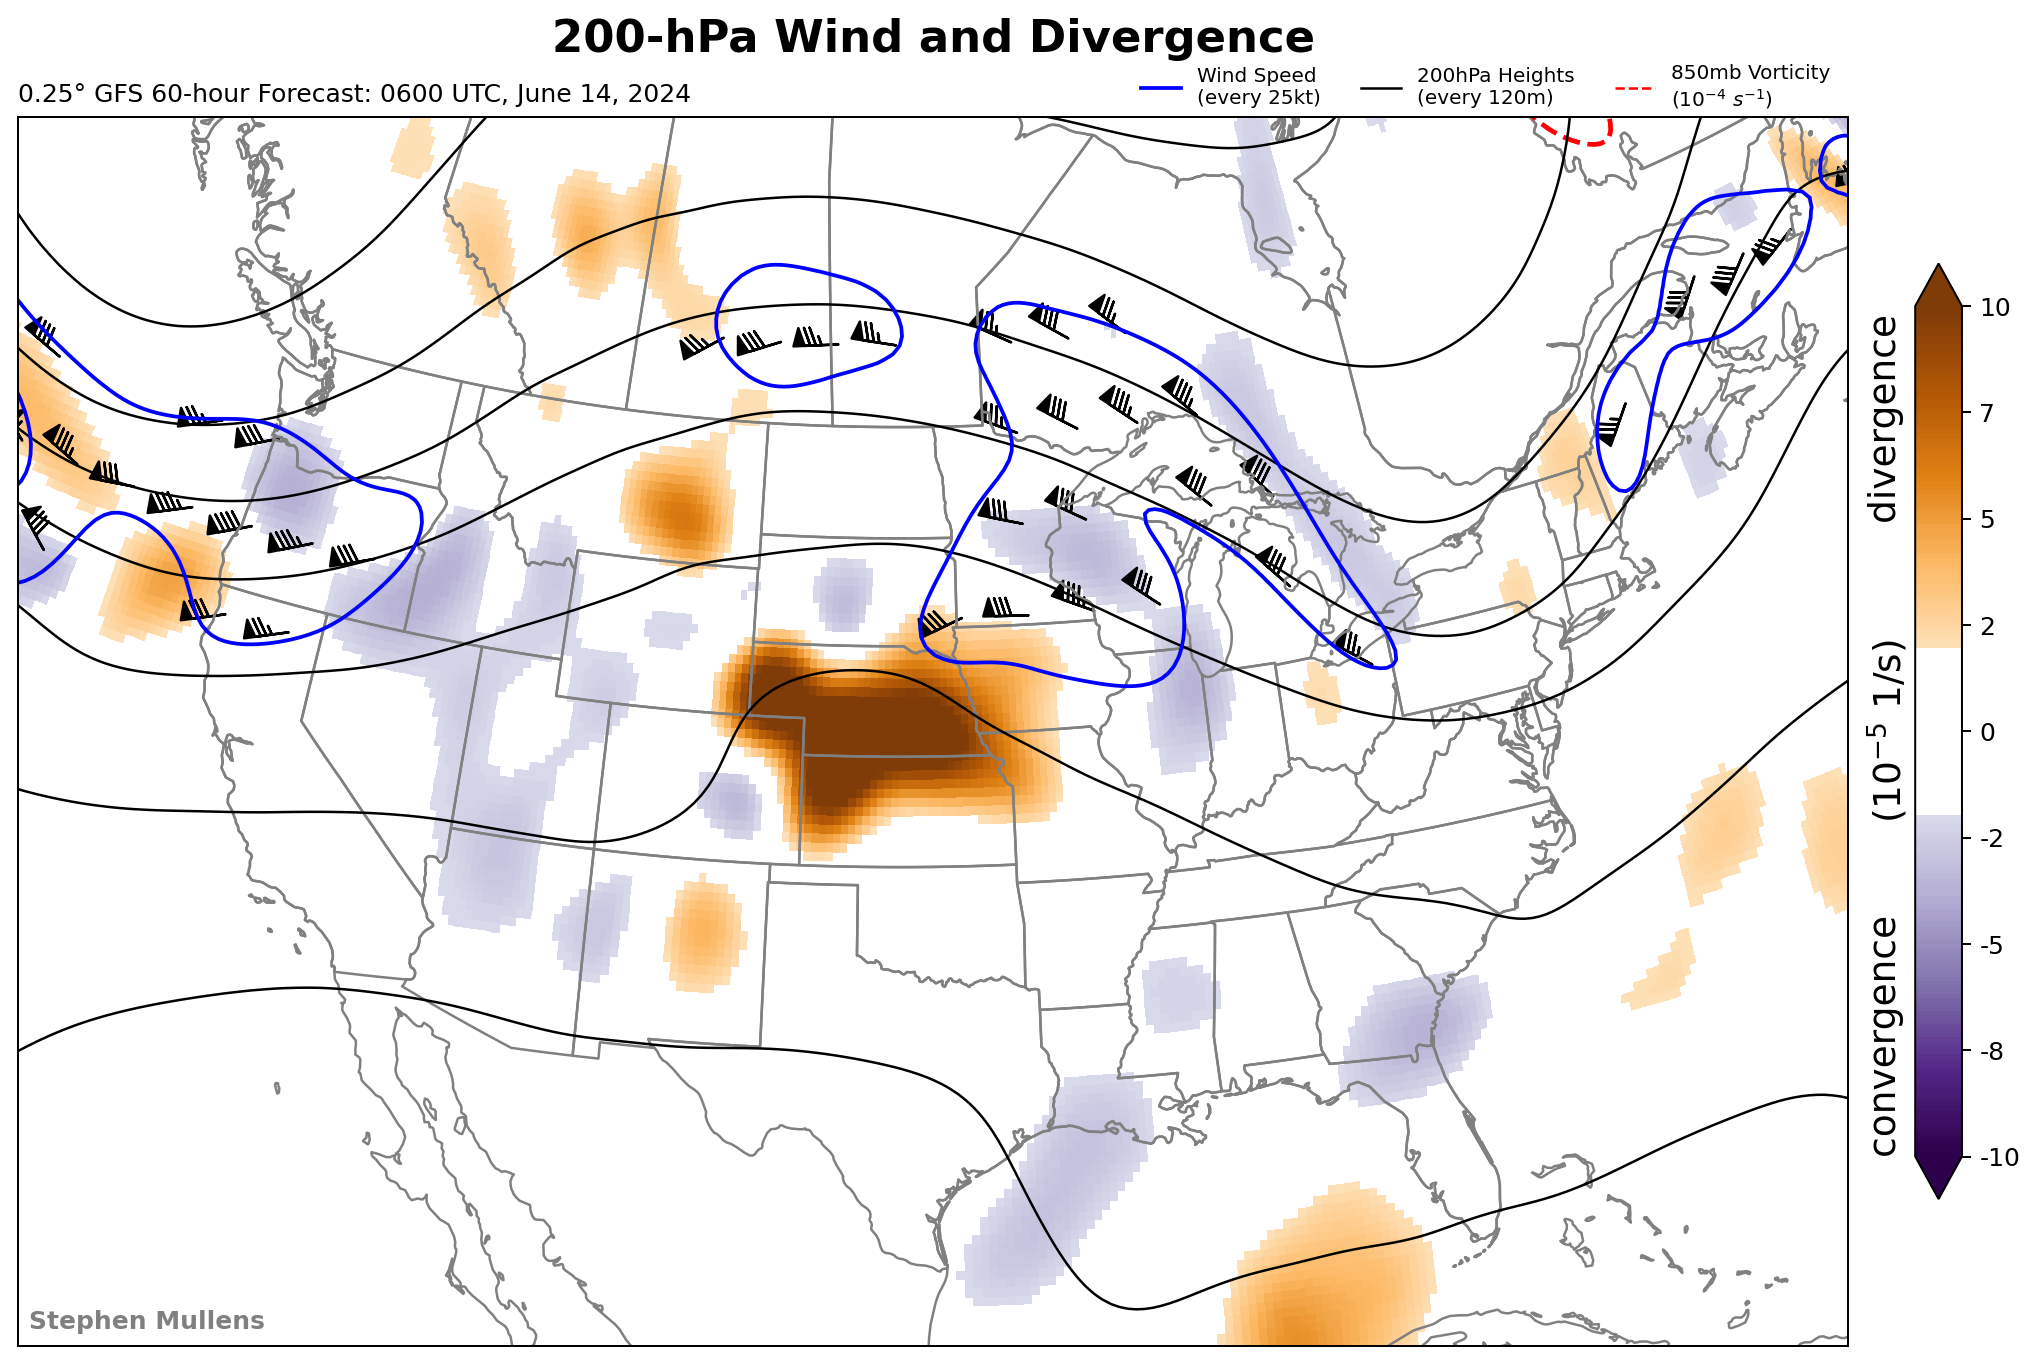 200-hPa Wind and Divergence
0.25° GFS 60-hour Forecast: 0600 UTC, June 14, 2024
Wind Speed
(every 25kt)
200hPa Heights
(every 120m)
850mb Vorticity
(10⁻⁴ s⁻¹)
10
7
5
2
0
-2
-5
-8
-10
divergence
(10⁻⁵ 1/s)
convergence
Stephen Mullens